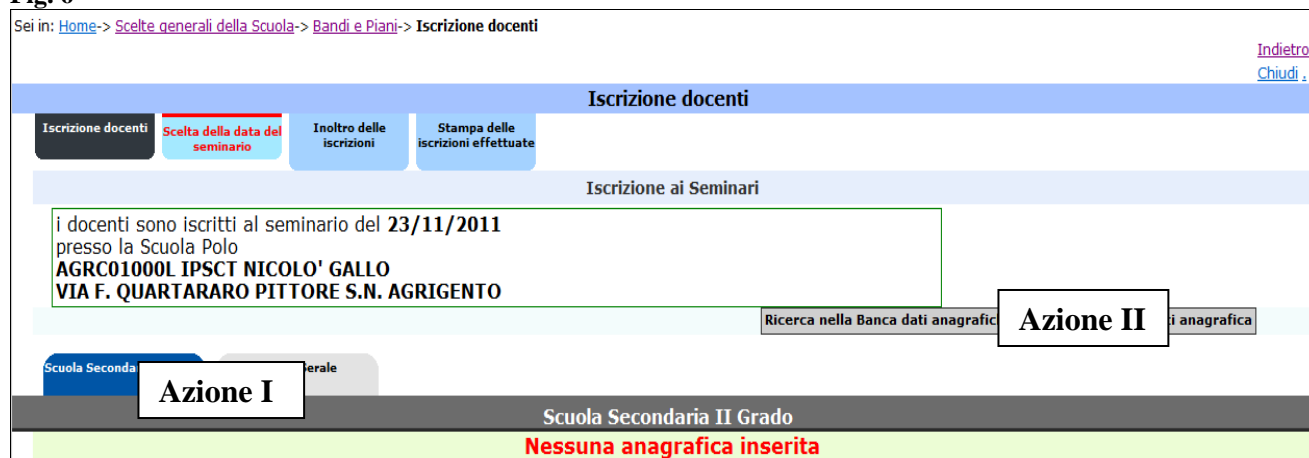 Sei in: Home-> Scelte generali della Scuola-> Bandi e Piani-> Iscrizione docenti
Indietro
Chiudi .
Iscrizione docenti
Iscrizione docenti
Scelta della data del
seminario
Inoltro delle
iscrizioni
Stampa delle
iscrizioni effettuate
Iscrizione ai Seminari
i docenti sono iscritti al seminario del 23/11/2011
presso la Scuola Polo
AGRC01000L IPSCT NICOLO' GALLO
VIA F. QUARTARARO PITTORE S.N. AGRIGENTO
Ricerca nella Banca dati
Azione II
anagrafica
Scuola
Azione I
Scuola Secondaria II Grado
Nessuna anagrafica inserita